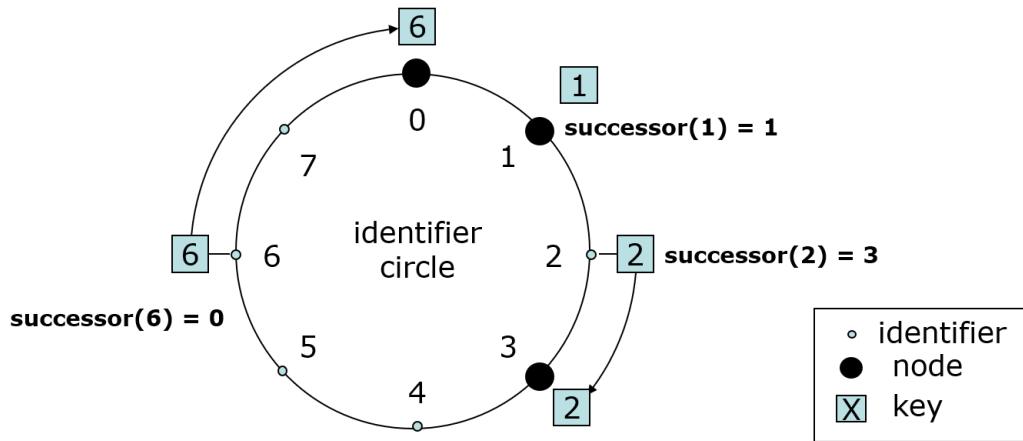 6
1
0
successor(1) = 1
1
7
identifier
circle
6
6
2
2
successor(2) = 3
successor(6) = 0
5
3
4
2
identifier
node
X
key